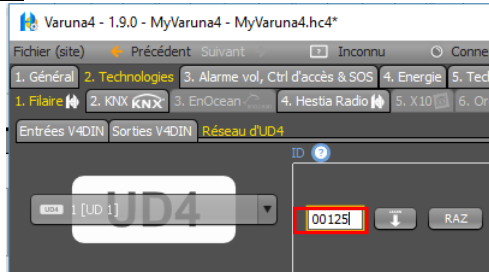 Varuna4 - 1.9.0 - MyVaruna4 - MyVaruna4.hc4*
Fichier (site) Précédent Suivant ? Inconnu Conne
1. Général 2. Technologies 3. Alarme vol, Ctrl d'accès & SOS 4. Energie 5. Tec
1. Filaire 2. KNX KNX 3. EnOcean 4. Hestia Radio 5. X10 6. Or
Entrées V4DIN Sorties V4DIN Réseau d'UD4
ID ?
UD4 1 [UD 1] UD4 00125 RAZ